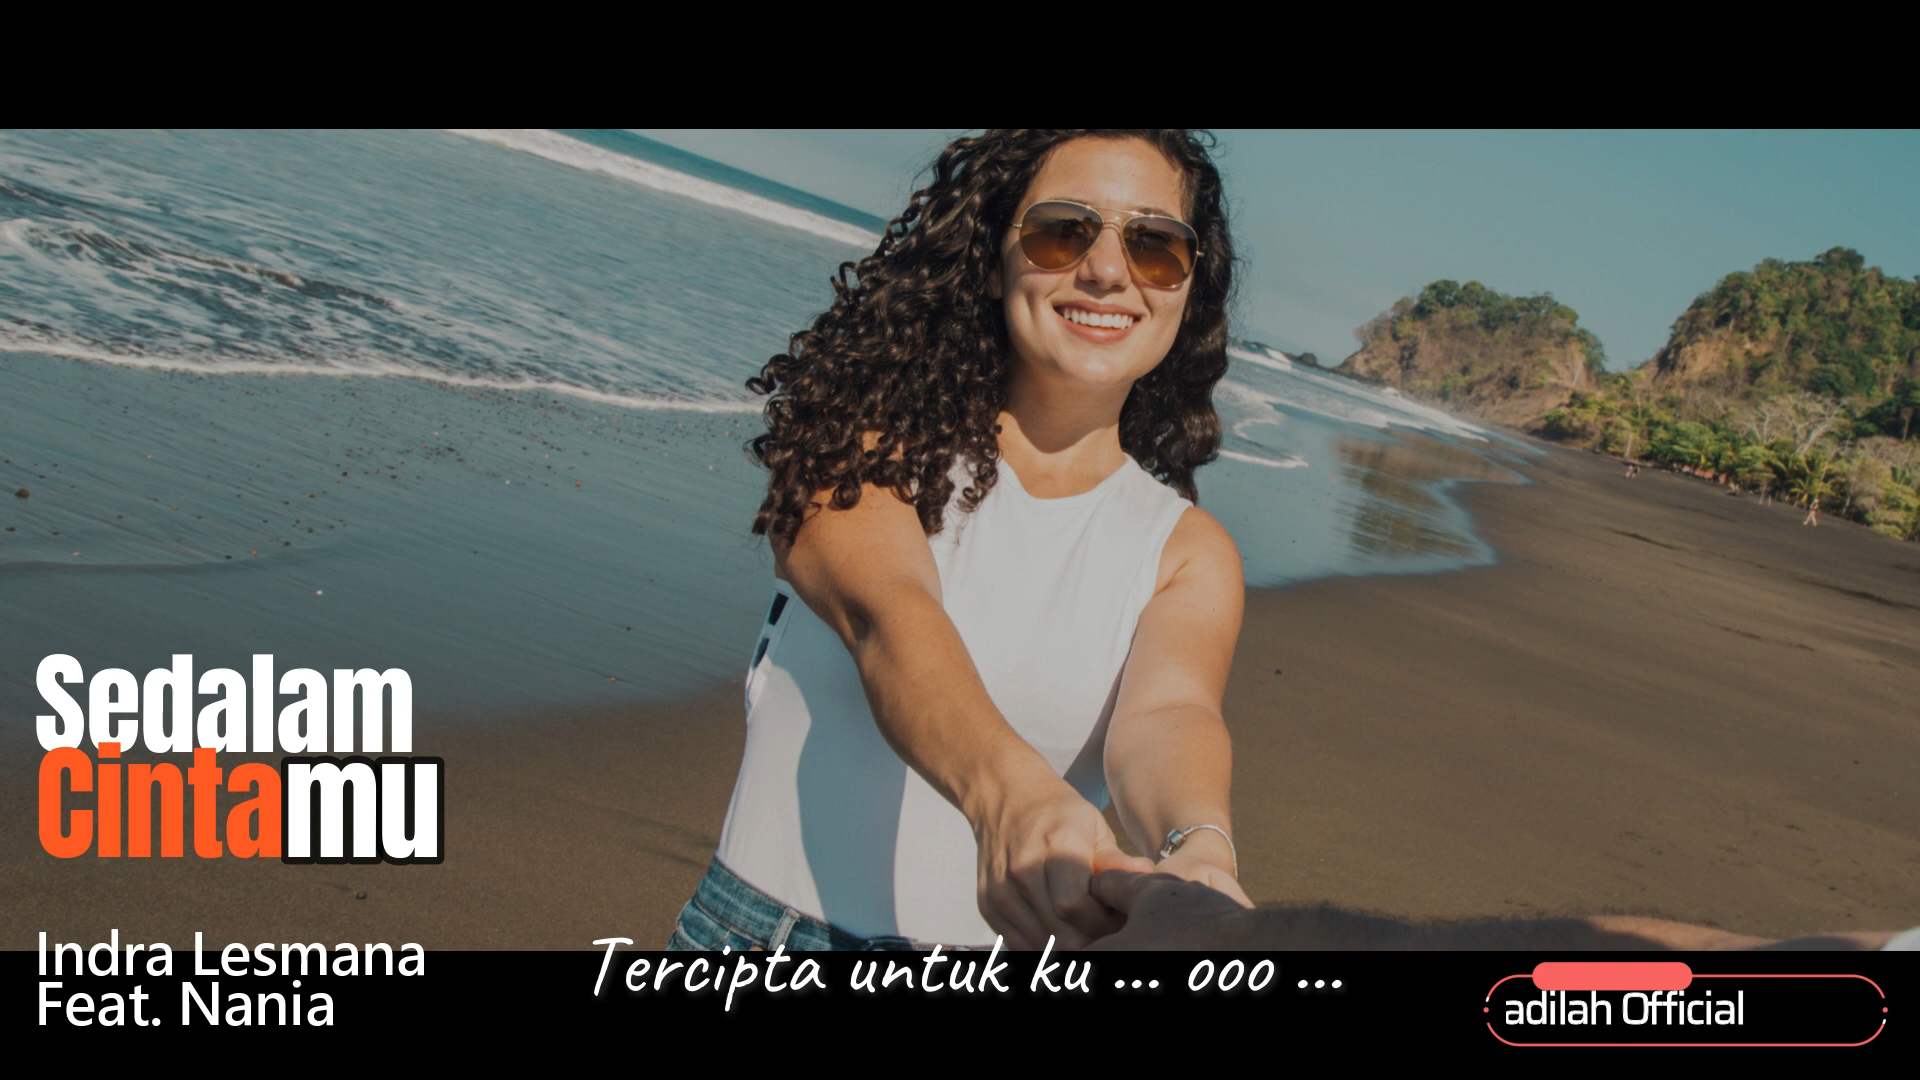 Sedalam
Cintamu
Indra Lesmana
Feat. Nania
Tercipta untuk ku ... ooo ...
adilah Official